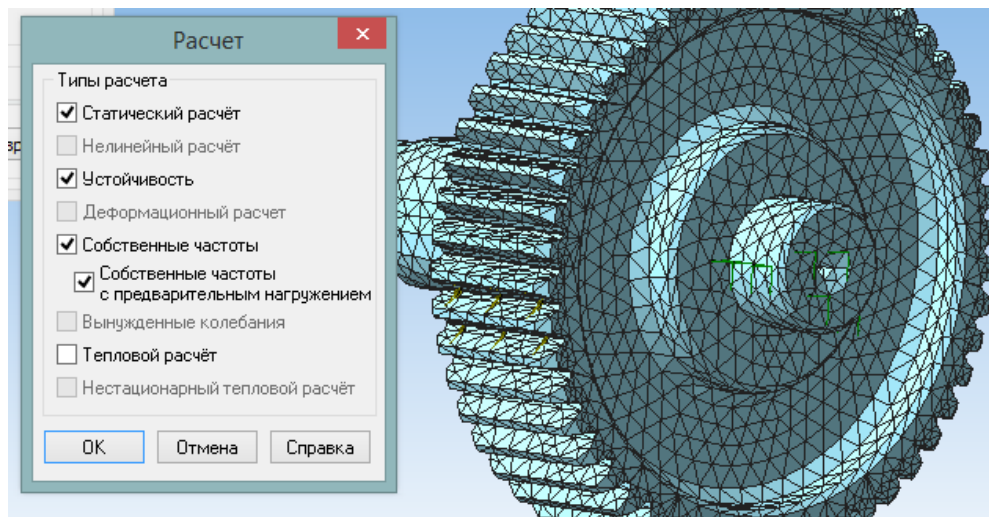 Расчет
Типы расчета
Статический расчёт
Нелинейный расчёт
Устойчивость
Деформационный расчет
Собственные частоты
Собственные частоты
с предварительным нагружением
Вынужденные колебания
Тепловой расчёт
Нестационарный тепловой расчёт
ОК Отмена Справка